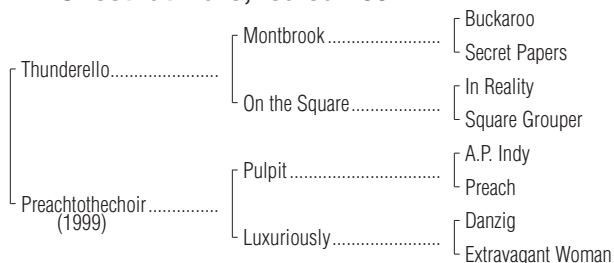 Thunderello
Preachtothechoir
(1999)
Montbrook
On the Square
Pulpit
Luxuriously
Buckaroo
Secret Papers
In Reality
Square Grouper
A.P. Indy
Preach
Danzig
Extravagant Woman